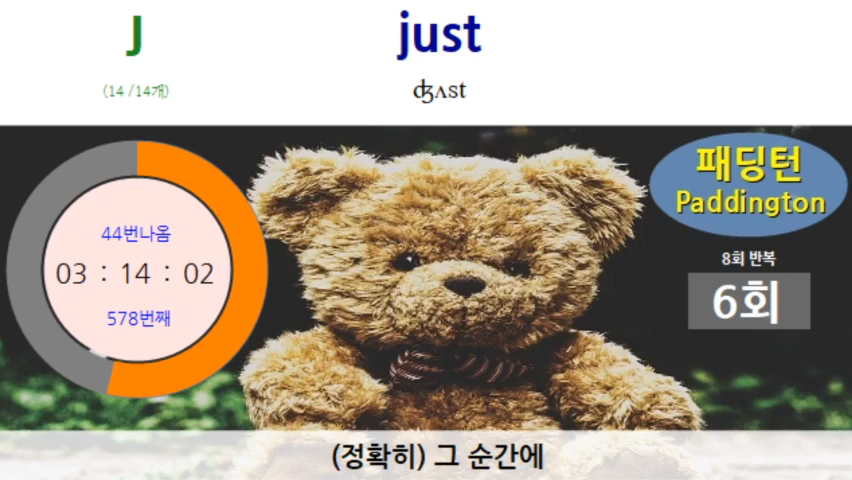 J
just
(14 /14개)
ʤʌst
패딩턴
Paddington
44번나옴
03 : 14 : 02
578번째
8회 반복
6회
(정확히) 그 순간에